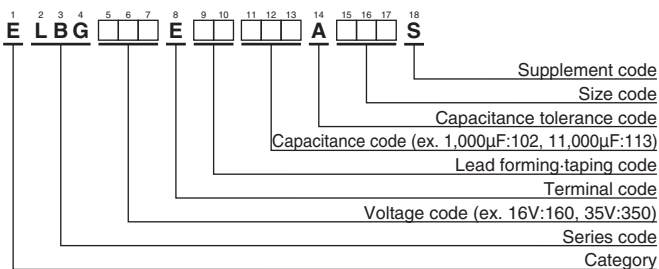 1 2 3 4 5 6 7 8 9 10 11 12 13 14 15 16 17 18
E L B G E A S
Supplement code
Size code
Capacitance tolerance code
Capacitance code (ex. 1,000μF:102, 11,000μF:113)
Lead forming·taping code
Terminal code
Voltage code (ex. 16V:160, 35V:350)
Series code
Category